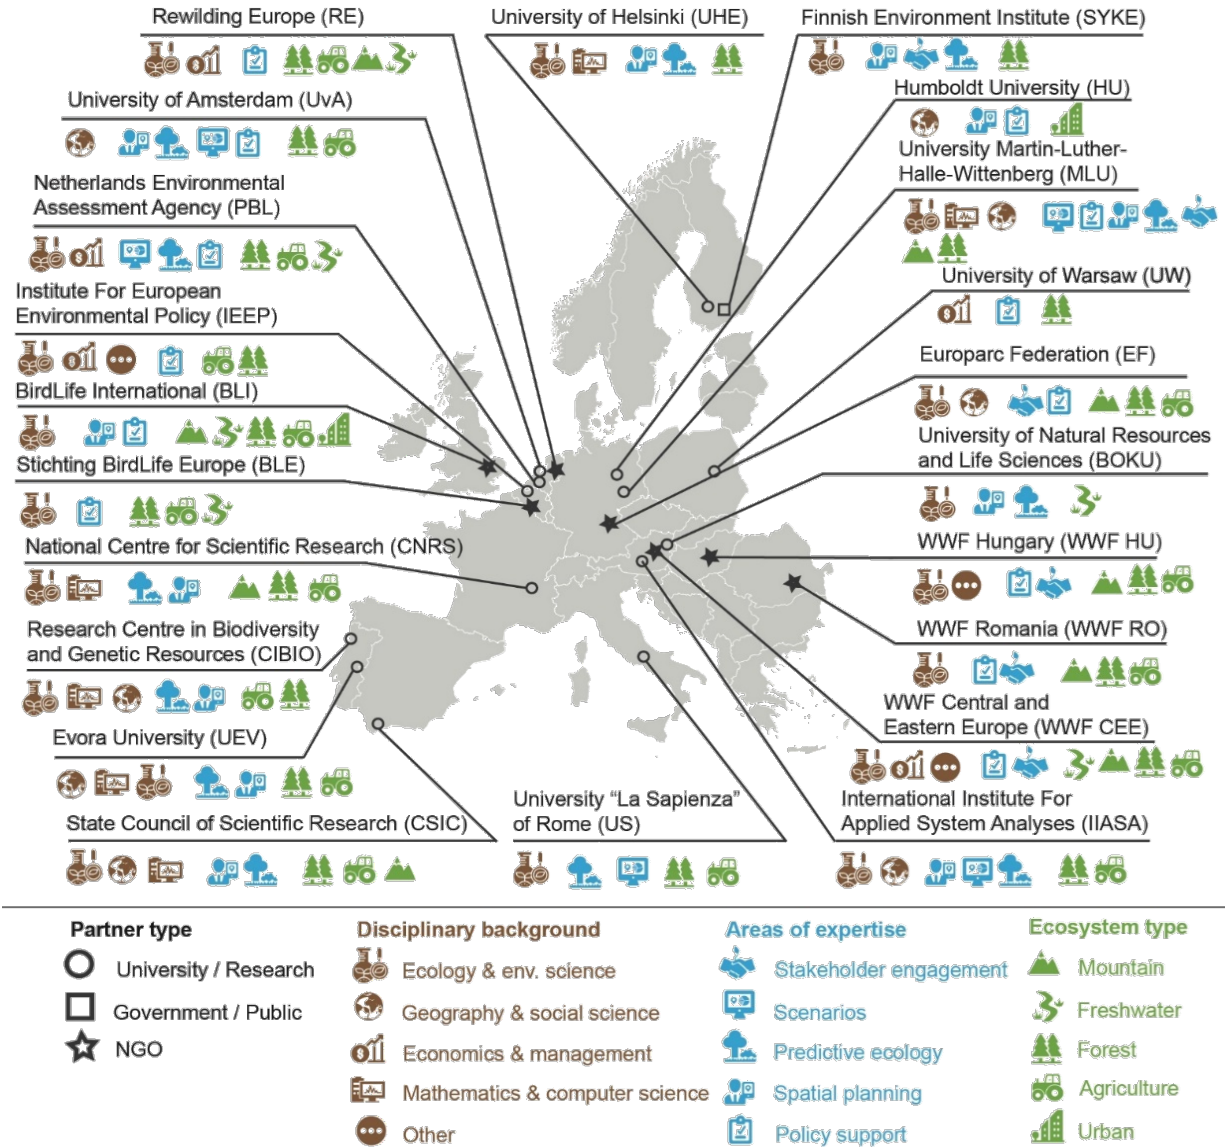 Rewilding Europe (RE)
University of Helsinki (UHE)
Finnish Environment Institute (SYKE)
University of Amsterdam (UvA)
Humboldt University (HU)
University Martin-Luther-
Halle-Wittenberg (MLU)
Netherlands Environmental
Assessment Agency (PBL)
University of Warsaw (UW)
Institute For European
Environmental Policy (IEEP)
Europarc Federation (EF)
BirdLife International (BLI)
University of Natural Resources
and Life Sciences (BOKU)
Stichting BirdLife Europe (BLE)
National Centre for Scientific Research (CNRS)
WWF Hungary (WWF HU)
Research Centre in Biodiversity
and Genetic Resources (CIBIO)
WWF Romania (WWF RO)
WWF Central and
Eastern Europe (WWF CEE)
Evora University (UEV)
State Council of Scientific Research (CSIC)
University “La Sapienza”
of Rome (US)
International Institute For
Applied System Analyses (IIASA)
Partner type
University / Research
Government / Public
NGO
Disciplinary background
Ecology & env. science
Geography & social science
Economics & management
Mathematics & computer science
Other
Areas of expertise
Stakeholder engagement
Scenarios
Predictive ecology
Spatial planning
Policy support
Ecosystem type
Mountain
Freshwater
Forest
Agriculture
Urban